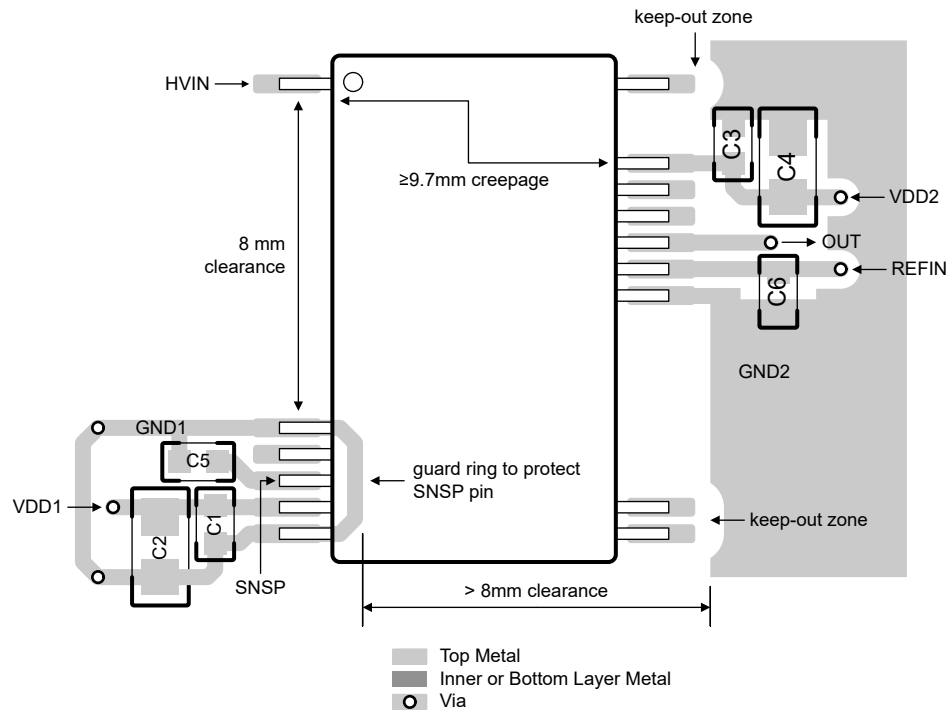 keep-out zone
HVIN
C3
C4
≥9.7mm creepage
VDD2
8 mm
clearance
OUT
REFIN
C6
GND2
GND1
C5
guard ring to protect
SNSP pin
VDD1
C1
C2
keep-out zone
SNSP
> 8mm clearance
Top Metal
Inner or Bottom Layer Metal
Via